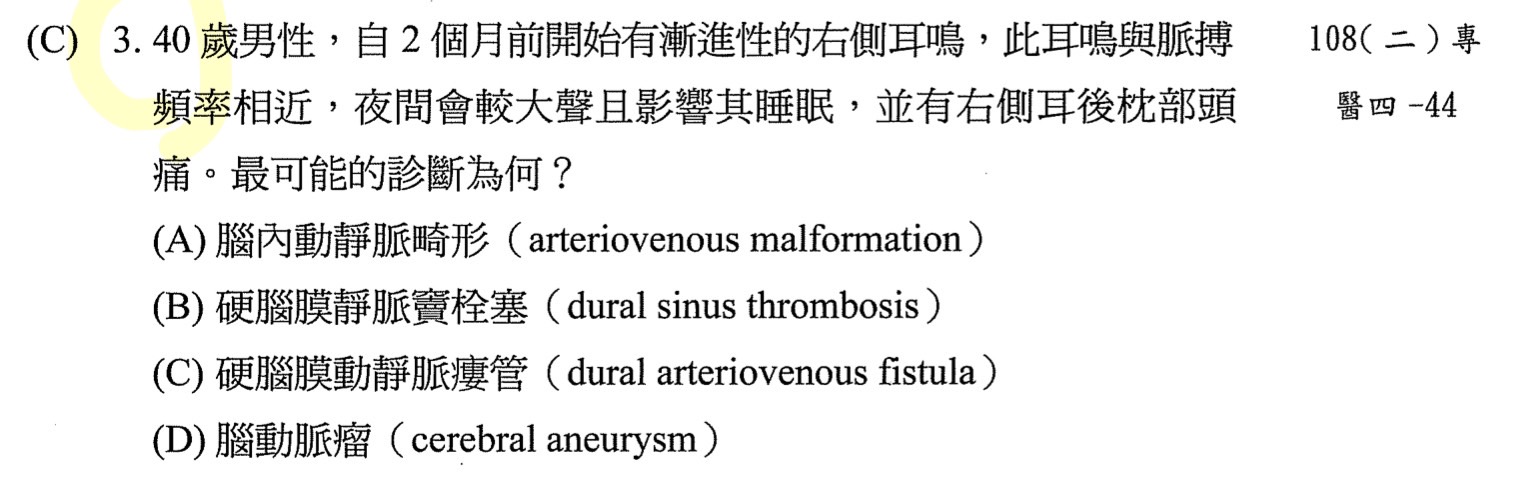 (C) 3. 40 歲男性，自 2 個月前開始有漸進性的右側耳鳴，此耳鳴與脈搏 108(二)專
頻率相近，夜間會較大聲且影響其睡眠，並有右側耳後枕部頭 醫四 -44
痛。最可能的診斷為何？
(A) 腦內動靜脈畸形（arteriovenous malformation）
(B) 硬腦膜靜脈竇栓塞（dural sinus thrombosis）
(C) 硬腦膜動靜脈瘻管（dural arteriovenous fistula）
(D) 腦動脈瘤（cerebral aneurysm）